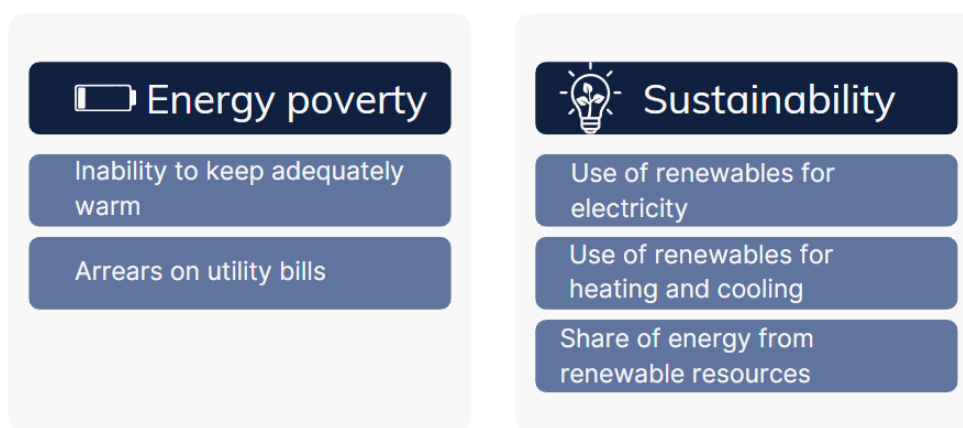 Energy poverty
Inability to keep adequately
warm
Arrears on utility bills
Sustainability
Use of renewables for
electricity
Use of renewables for
heating and cooling
Share of energy from
renewable resources